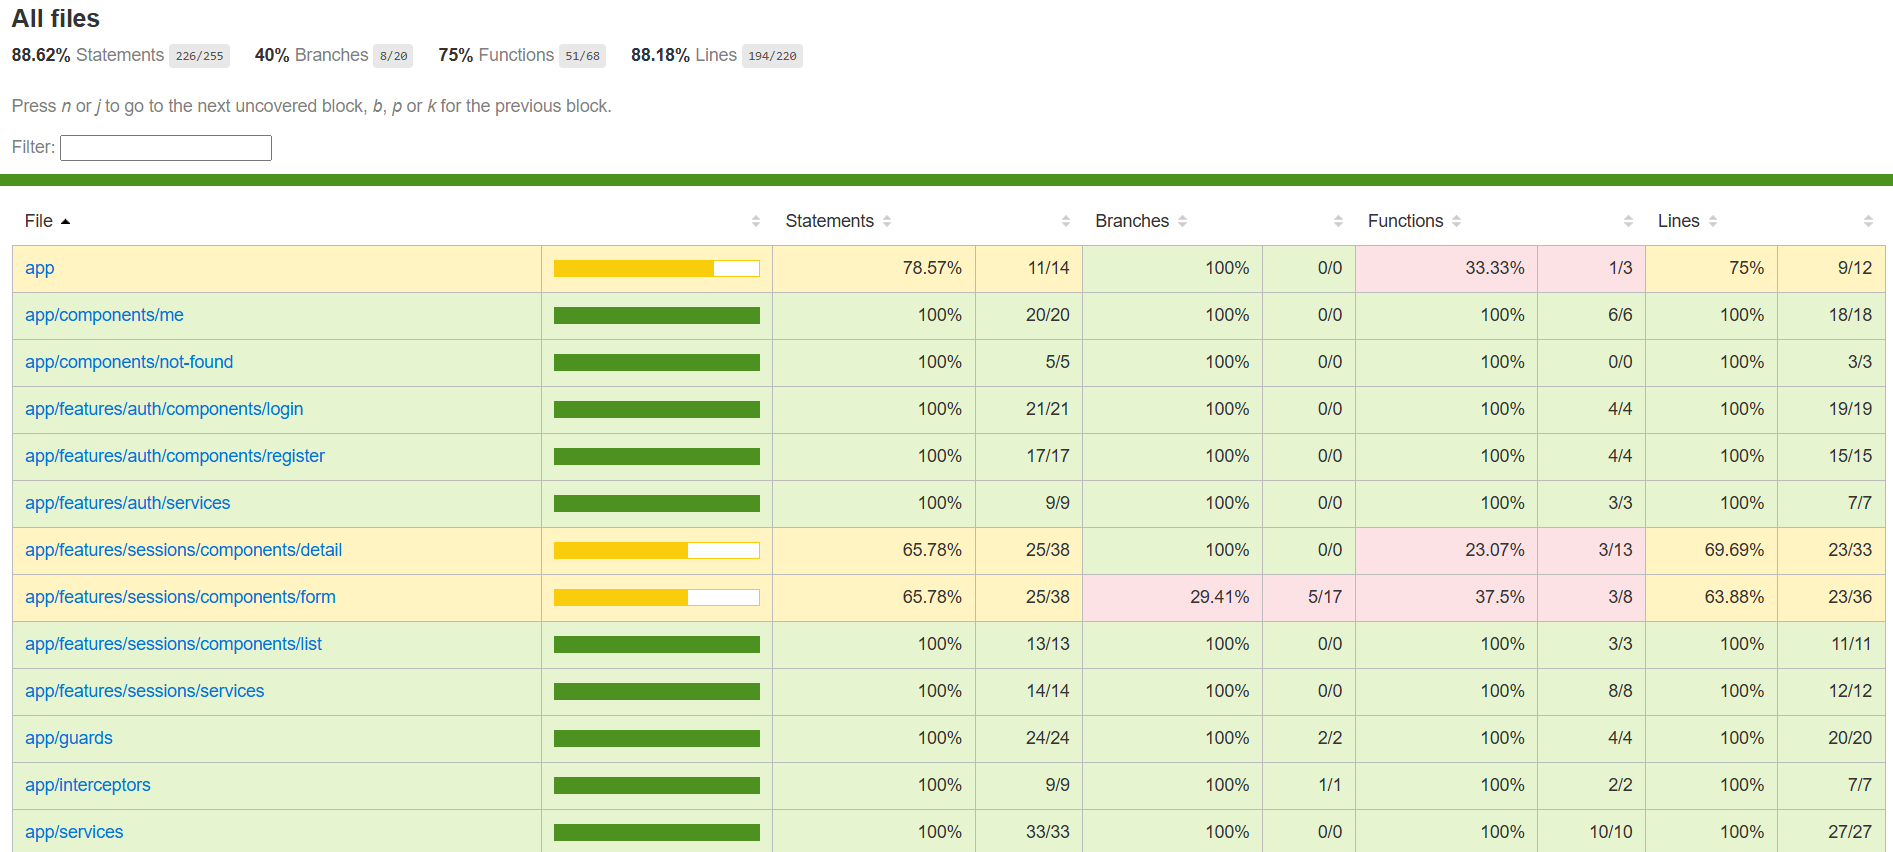 All files
88.62% Statements 226/255 40% Branches 8/20 75% Functions 51/68 88.18% Lines 194/220
Press n or j to go to the next uncovered block, b, p or k for the previous block.
Filter:
File Statements Branches Functions Lines
app 78.57% 11/14 100% 0/0 33.33% 1/3 75% 9/12
app/components/me 100% 20/20 100% 0/0 100% 6/6 100% 18/18
app/components/not-found 100% 5/5 100% 0/0 100% 0/0 100% 3/3
app/features/auth/components/login 100% 21/21 100% 0/0 100% 4/4 100% 19/19
app/features/auth/components/register 100% 17/17 100% 0/0 100% 4/4 100% 15/15
app/features/auth/services 100% 9/9 100% 0/0 100% 3/3 100% 7/7
app/features/sessions/components/detail 65.78% 25/38 100% 0/0 23.07% 3/13 69.69% 23/33
app/features/sessions/components/form 65.78% 25/38 29.41% 5/17 37.5% 3/8 63.88% 23/36
app/features/sessions/components/list 100% 13/13 100% 0/0 100% 3/3 100% 11/11
app/features/sessions/services 100% 14/14 100% 0/0 100% 8/8 100% 12/12
app/guards 100% 24/24 100% 2/2 100% 4/4 100% 20/20
app/interceptors 100% 9/9 100% 1/1 100% 2/2 100% 7/7
app/services 100% 33/33 100% 0/0 100% 10/10 100% 27/27